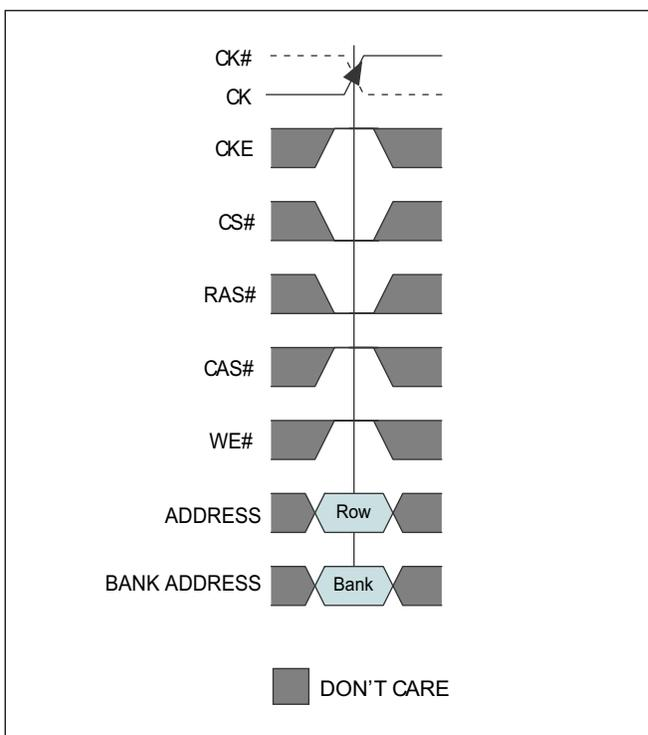 CK#
CK
CKE
CS#
RAS#
CAS#
WE#
ADDRESS Row
BANK ADDRESS Bank
DON'T CARE